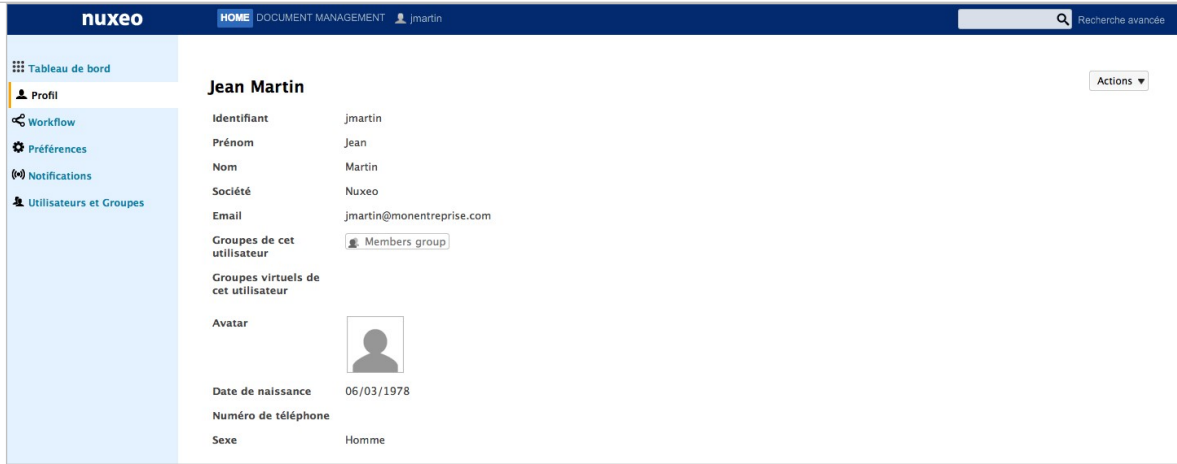 nuxeo HOME DOCUMENT MANAGEMENT jmartin Recherche avancée
Tableau de bord
Profil
Workflow
Préférences
Notifications
Utilisateurs et Groupes
Jean Martin Actions
Identifiant jmartin
Prénom Jean
Nom Martin
Société Nuxeo
Email jmartin@monentreprise.com
Groupes de cet
utilisateur Members group
Groupes virtuels de
cet utilisateur
Avatar
Date de naissance 06/03/1978
Numéro de téléphone
Sexe Homme